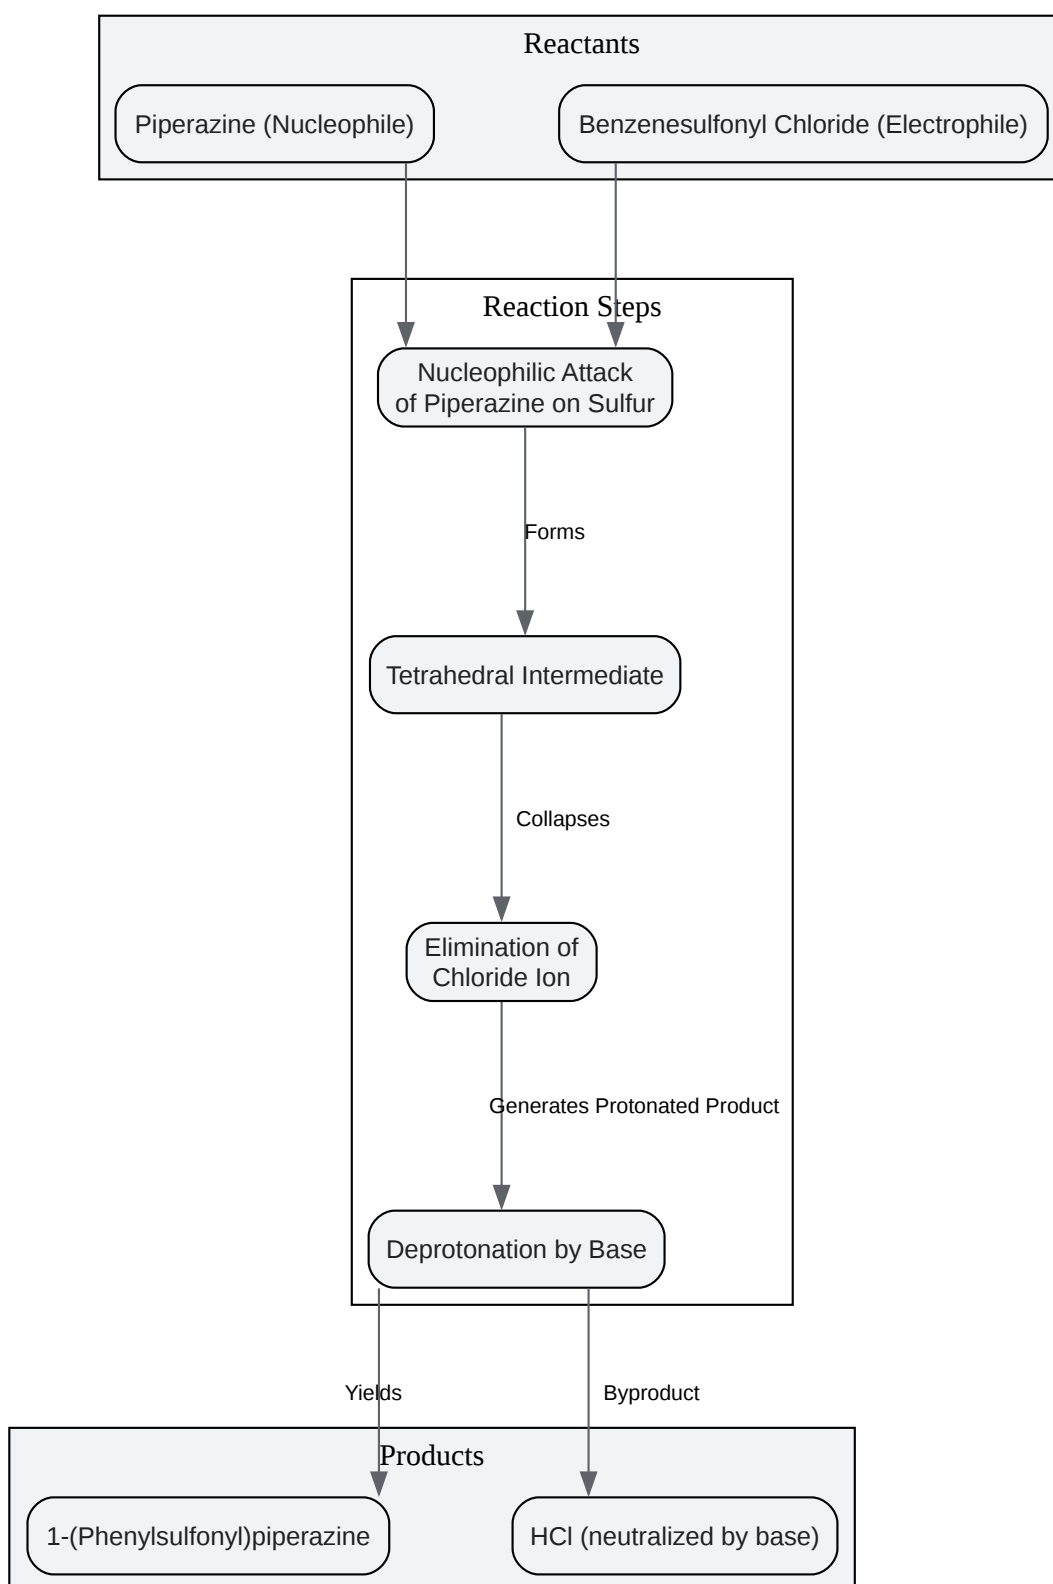 Reactants
Piperazine (Nucleophile)
Benzenesulfonyl Chloride (Electrophile)
Reaction Steps
Nucleophilic Attack
of Piperazine on Sulfur
Forms
Tetrahedral Intermediate
Collapses
Elimination of
Chloride Ion
Generates Protonated Product
Deprotonation by Base
Yields
Byproduct
Products
1-(Phenylsulfonyl)piperazine
HCl (neutralized by base)